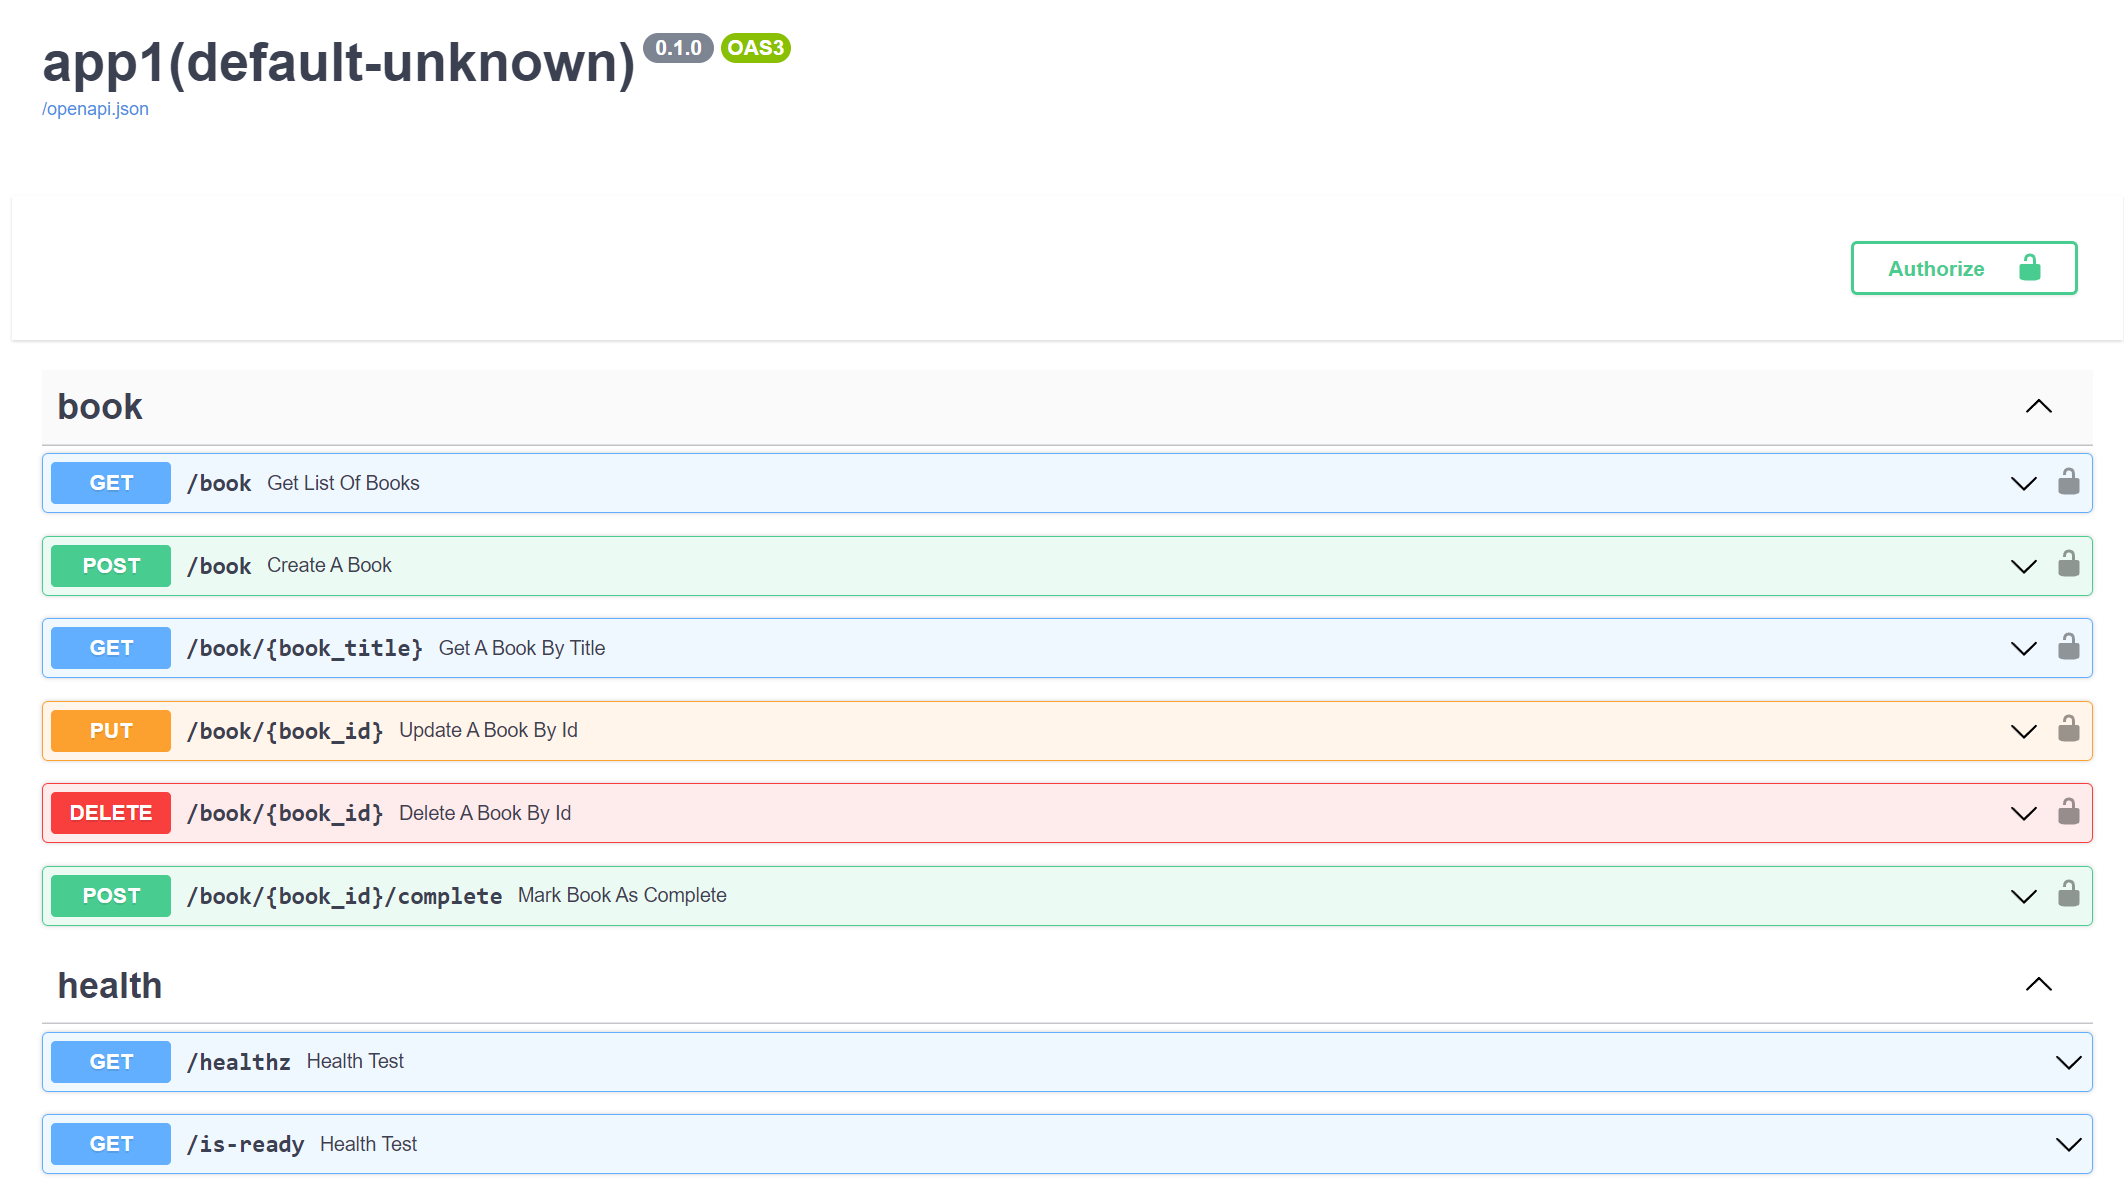 app1(default-unknown) 0.1.0 OAS3
/openapi.json
Authorize
book
GET /book Get List Of Books
POST /book Create A Book
GET /book/{book_title} Get A Book By Title
PUT /book/{book_id} Update A Book By Id
DELETE /book/{book_id} Delete A Book By Id
POST /book/{book_id}/complete Mark Book As Complete
health
GET /healthz Health Test
GET /is-ready Health Test